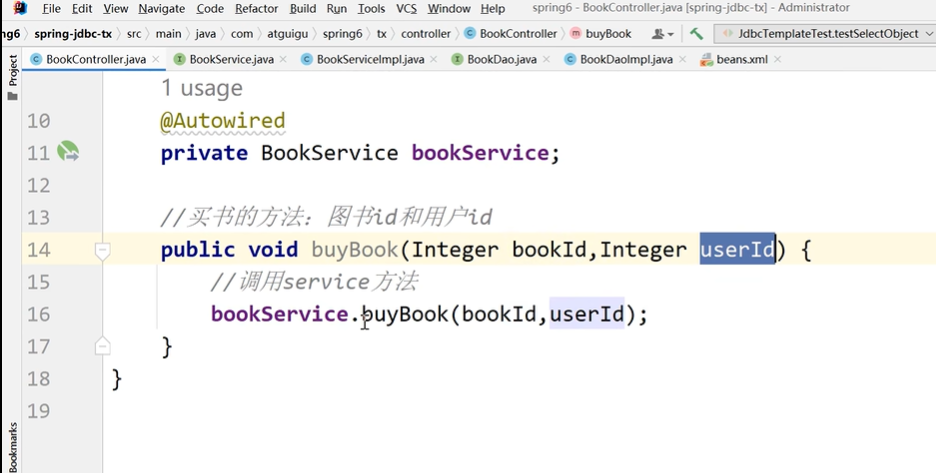 File Edit View Navigate Code Refactor Build Run Tools VCS Window Help spring6 - BookController.java [spring-jdbc-tx] - Administrator
ng6 spring-jdbc-tx src main java com atguigu spring6 tx controller BookController buyBook JdbcTemplateTest.testSelectObject
BookController.java BookService.java BookServiceImpl.java BookDao.java BookDaoImpl.java beans.xml
Project
1 usage
10 @Autowired
11 private BookService bookService;
12
13 //买书的方法：图书id和用户id
14 public void buyBook(Integer bookId,Integer userId) {
15 //调用service方法
16 bookService.buyBook(bookId,userId);
17 }
18 }
19
Bookmarks